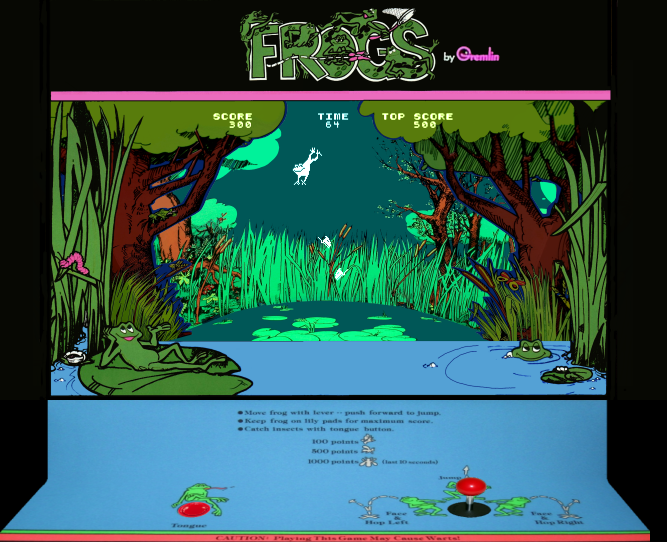 FROGS
by Gremlin
SCORE TIME TOP SCORE
300 64 500
●Move frog with lever -- push forward to jump.
●Keep frog on lily pads for maximum score.
●Catch insects with tongue button.
100 points
500 points
1000 points (last 10 seconds)
Jump
Face & Hop Left
Face & Hop Right
Tongue
CAUTION: Playing This Game May Cause Warts!